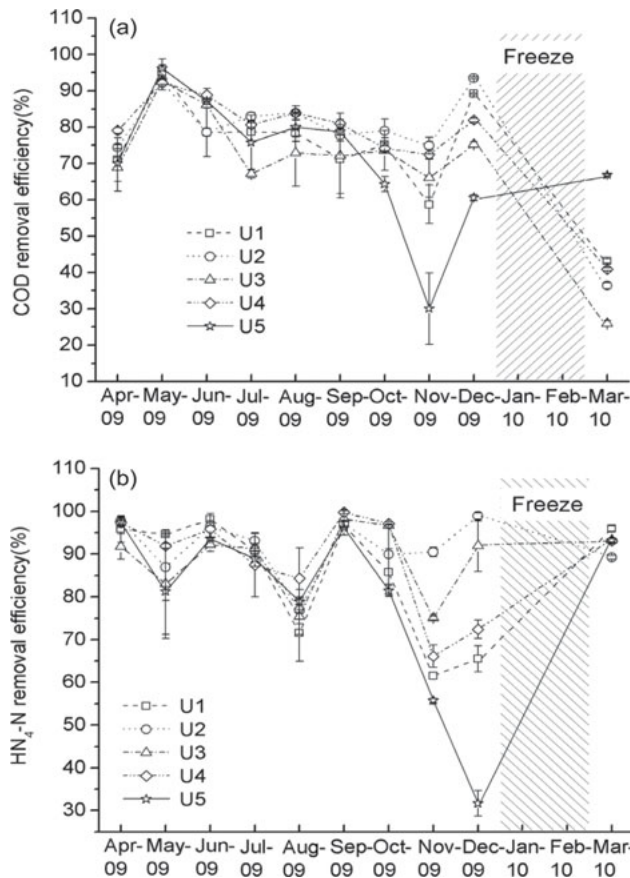 (a)
Freeze
COD removal efficiency(%)
110
100
90
80
70
60
50
40
30
20
10
U1
U2
U3
U4
U5
Apr- May- Jun- Jul- Aug- Sep- Oct- Nov- Dec- Jan- Feb- Mar-
09 09 09 09 09 09 09 09 09 10 10 10
(b)
Freeze
HN4-N removal efficiency(%)
110
100
90
80
70
60
50
40
30
U1
U2
U3
U4
U5
Apr- May- Jun- Jul- Aug- Sep- Oct- Nov- Dec- Jan- Feb- Mar-
09 09 09 09 09 09 09 09 09 10 10 10